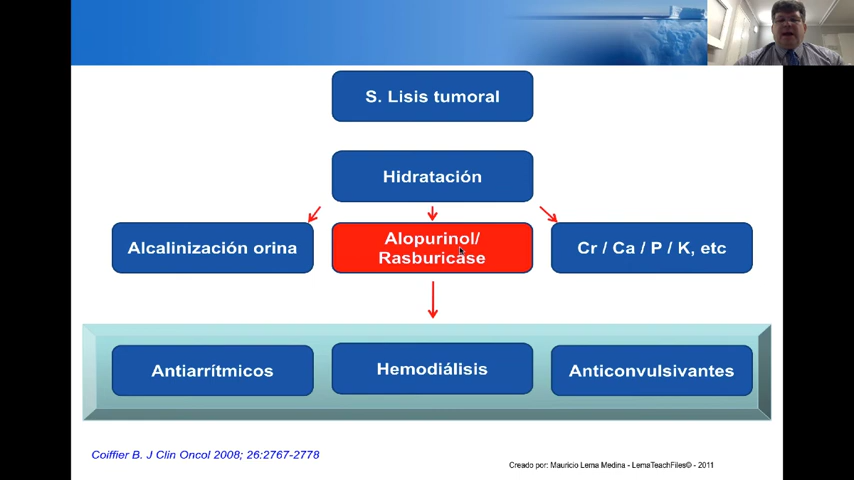 S. Lisis tumoral
Hidratación
Alcalinización orina
Alopurinol/
Rasburicase
Cr / Ca / P / K, etc
Antiarrítmicos
Hemodiálisis
Anticonvulsivantes
Coiffier B. J Clin Oncol 2008; 26:2767-2778
Creado por: Mauricio Lema Medina - LemaTeachFiles© - 2011